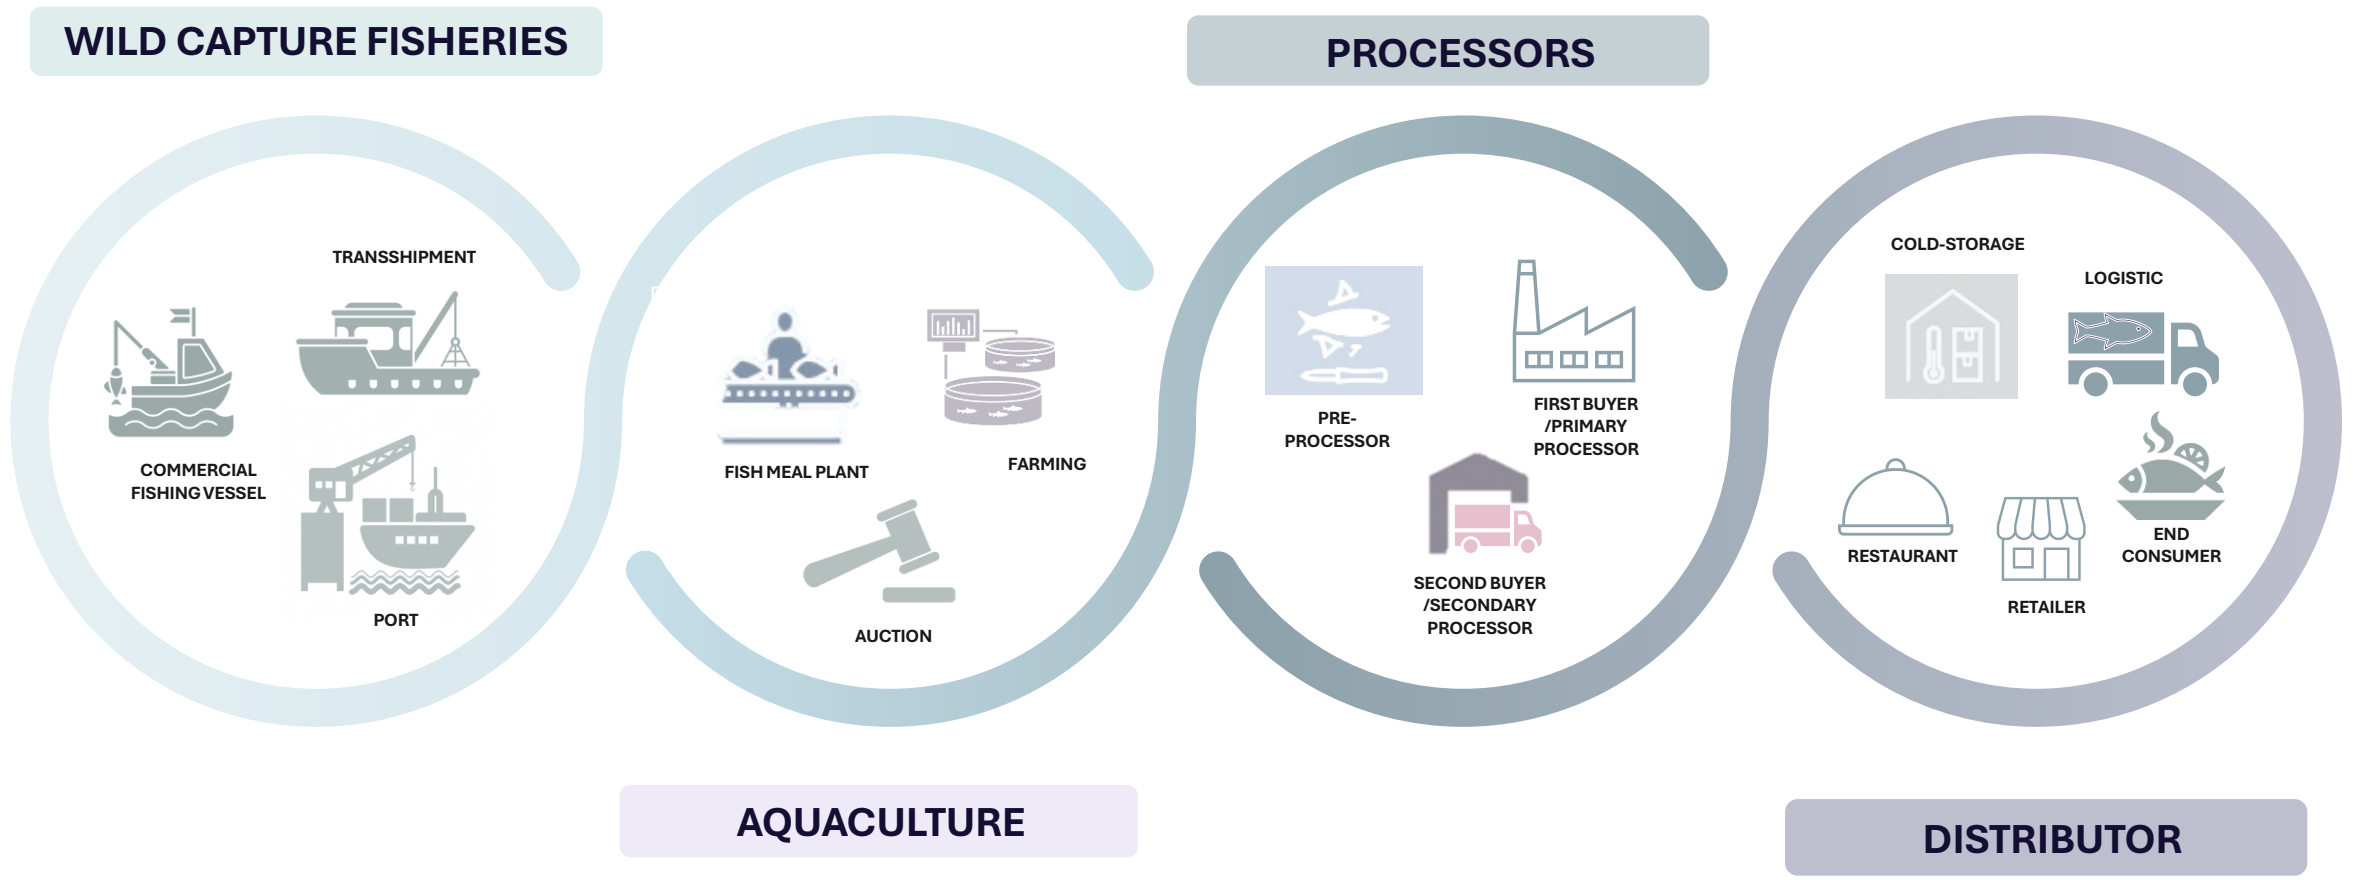 WILD CAPTURE FISHERIES
TRANSSHIPMENT
COMMERCIAL
FISHING VESSEL
PORT
AQUACULTURE
FISH MEAL PLANT
FARMING
AUCTION
PROCESSORS
PRE-
PROCESSOR
FIRST BUYER
/PRIMARY
PROCESSOR
SECOND BUYER
/SECONDARY
PROCESSOR
DISTRIBUTOR
COLD-STORAGE
LOGISTIC
RESTAURANT
RETAILER
END
CONSUMER